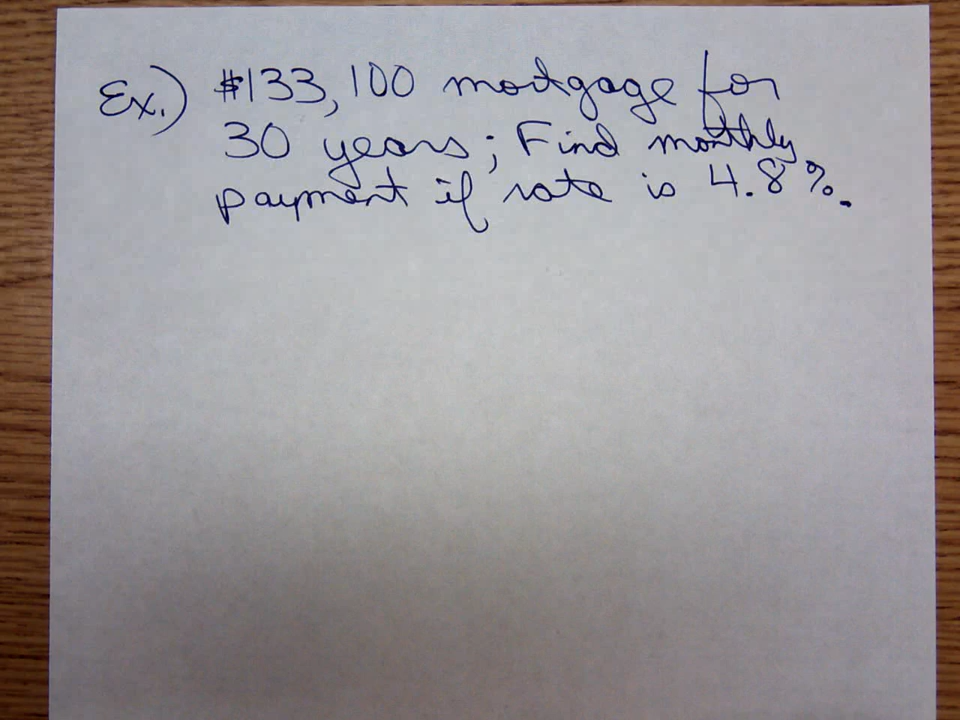 Ex.) $133,100 mortgage for
30 years; Find monthly
payment if rate is 4.8%.